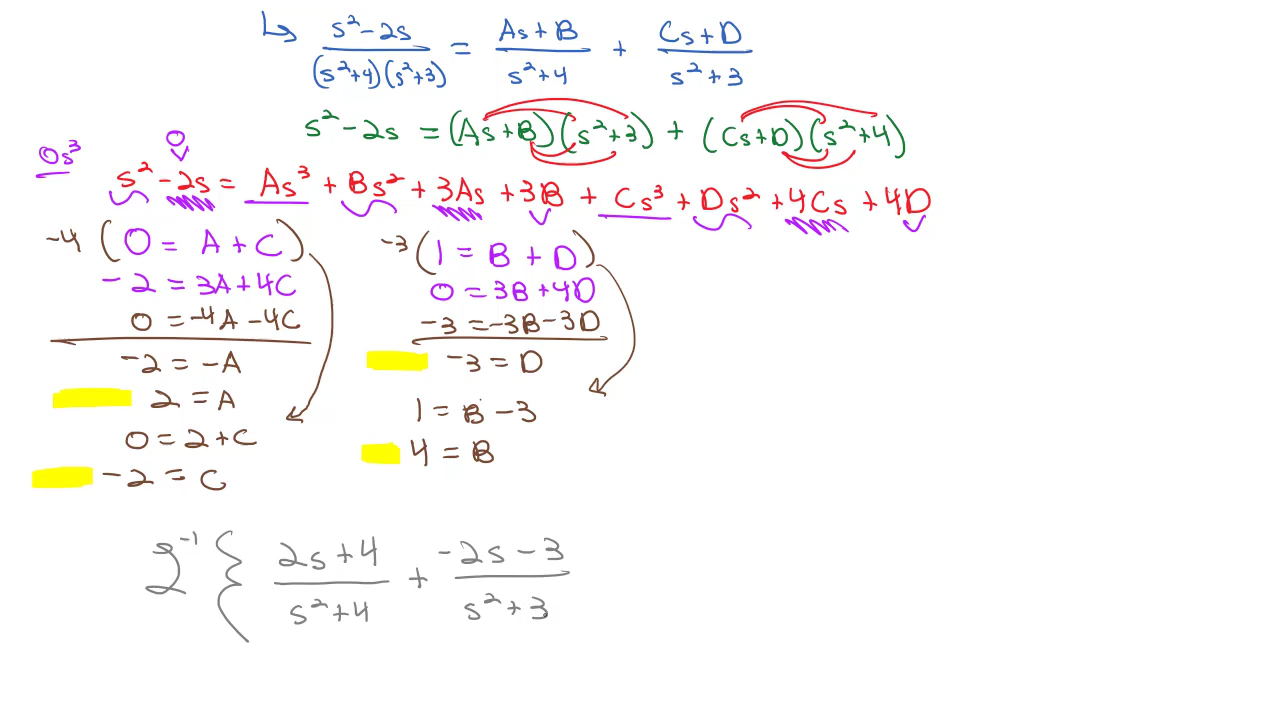 ↳ (s²-2s)/((s²+4)(s²+3)) = (As+B)/(s²+4) + (Cs+D)/(s²+3)
s²-2s = (As+B)(s²+3) + (Cs+D)(s²+4)
0
0s³
s²-2s = As³ + Bs² + 3As + 3B + Cs³ + Ds² + 4Cs + 4D
-4 (0 = A + C)
-2 = 3A+4C
0 = -4A-4C
-2 = -A
2 = A
0 = 2+C
-2 = C
-3 (1 = B + D)
0 = 3B+4D
-3 = -3B-3D
-3 = D
1 = B-3
4 = B
ℒ⁻¹ { (2s+4)/(s²+4) + (-2s-3)/(s²+3)